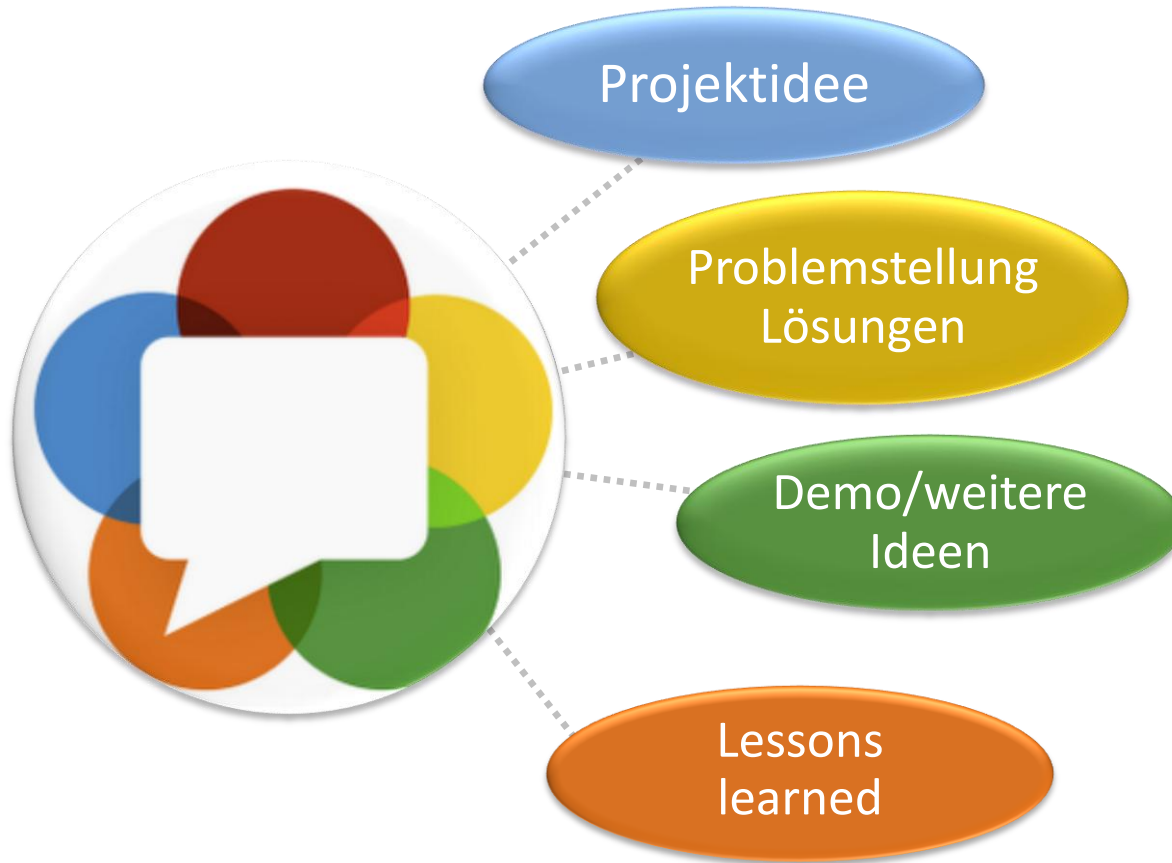 Projektidee
Problemstellung
Lösungen
Demo/weitere
Ideen
Lessons
learned